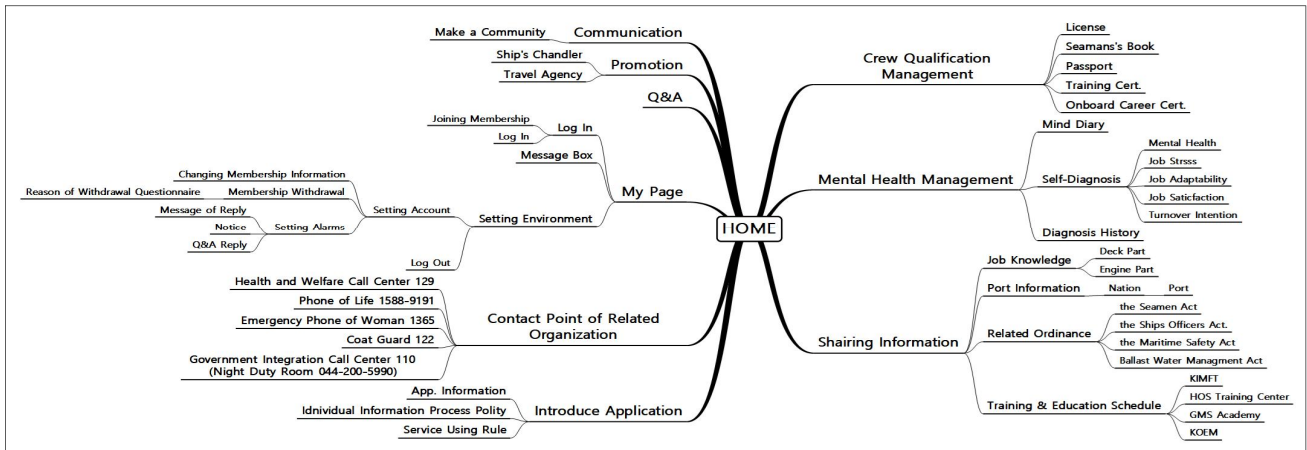 HOME
Communication
Make a Community
Promotion
Ship's Chandler
Travel Agency
Q&A
My Page
Log In
Joining Membership
Log In
Message Box
Setting Environment
Setting Account
Changing Membership Information
Membership Withdrawal
Reason of Withdrawal Questionnaire
Setting Alarms
Message of Reply
Notice
Q&A Reply
Log Out
Contact Point of Related
Organization
Health and Welfare Call Center 129
Phone of Life 1588-9191
Emergency Phone of Woman 1365
Coat Guard 122
Government Integration Call Center 110
(Night Duty Room 044-200-5990)
Introduce Application
App. Information
Idnividual Information Process Polity
Service Using Rule
Crew Qualification
Management
License
Seamans's Book
Passport
Training Cert.
Onboard Career Cert.
Mental Health Management
Mind Diary
Self-Diagnosis
Mental Health
Job Strsss
Job Adaptability
Job Saticfaction
Turnover Intention
Diagnosis History
Shairing Information
Job Knowledge
Deck Part
Engine Part
Port Information
Nation
Port
Related Ordinance
the Seamen Act
the Ships Officers Act.
the Maritime Safety Act
Ballast Water Managment Act
Training & Education Schedule
KIMFT
HOS Training Center
GMS Academy
KOEM